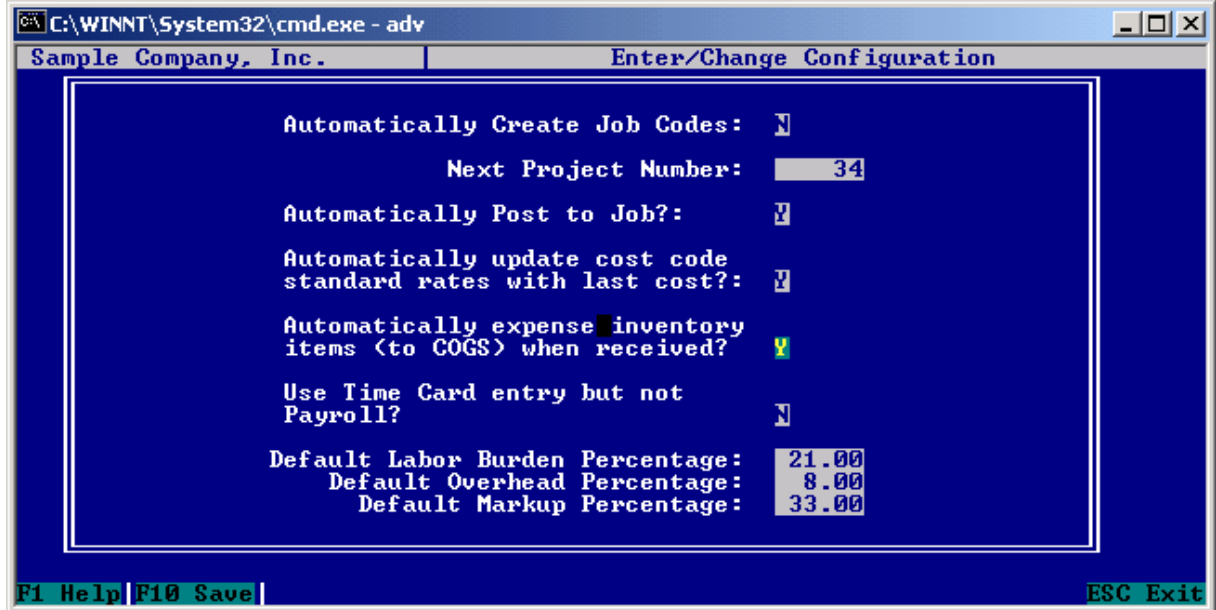 C:\WINNT\System32\cmd.exe - adv
Sample Company, Inc. Enter/Change Configuration
Automatically Create Job Codes: N
Next Project Number: 34
Automatically Post to Job?: Y
Automatically update cost code
standard rates with last cost?: Y
Automatically expense inventory
items (to COGS) when received? Y
Use Time Card entry but not
Payroll? N
Default Labor Burden Percentage: 21.00
Default Overhead Percentage: 8.00
Default Markup Percentage: 33.00
F1 Help F10 Save ESC Exit